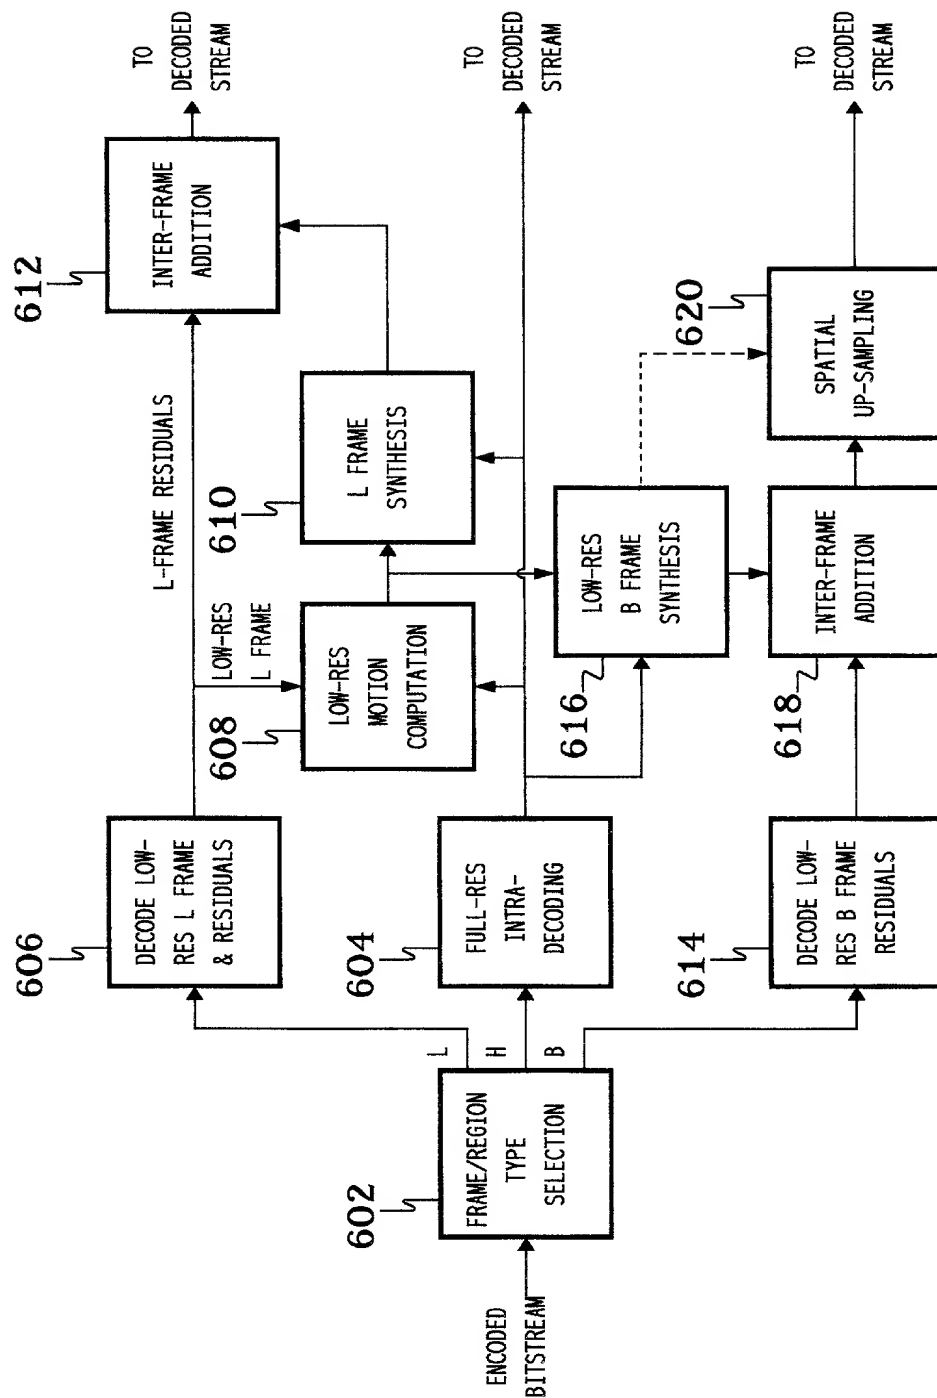 ENCODED
BITSTREAM
602
FRAME/REGION
TYPE
SELECTION
L
H
B
606
DECODE LOW-
RES L FRAME
& RESIDUALS
604
FULL-RES
INTRA-
DECODING
614
DECODE LOW-
RES B FRAME
RESIDUALS
L-FRAME RESIDUALS
LOW-RES
L FRAME
608
LOW-RES
MOTION
COMPUTATION
610
L FRAME
SYNTHESIS
612
INTER-FRAME
ADDITION
TO
DECODED
STREAM
TO
DECODED
STREAM
616
LOW-RES
B FRAME
SYNTHESIS
618
INTER-FRAME
ADDITION
620
SPATIAL
UP-SAMPLING
TO
DECODED
STREAM